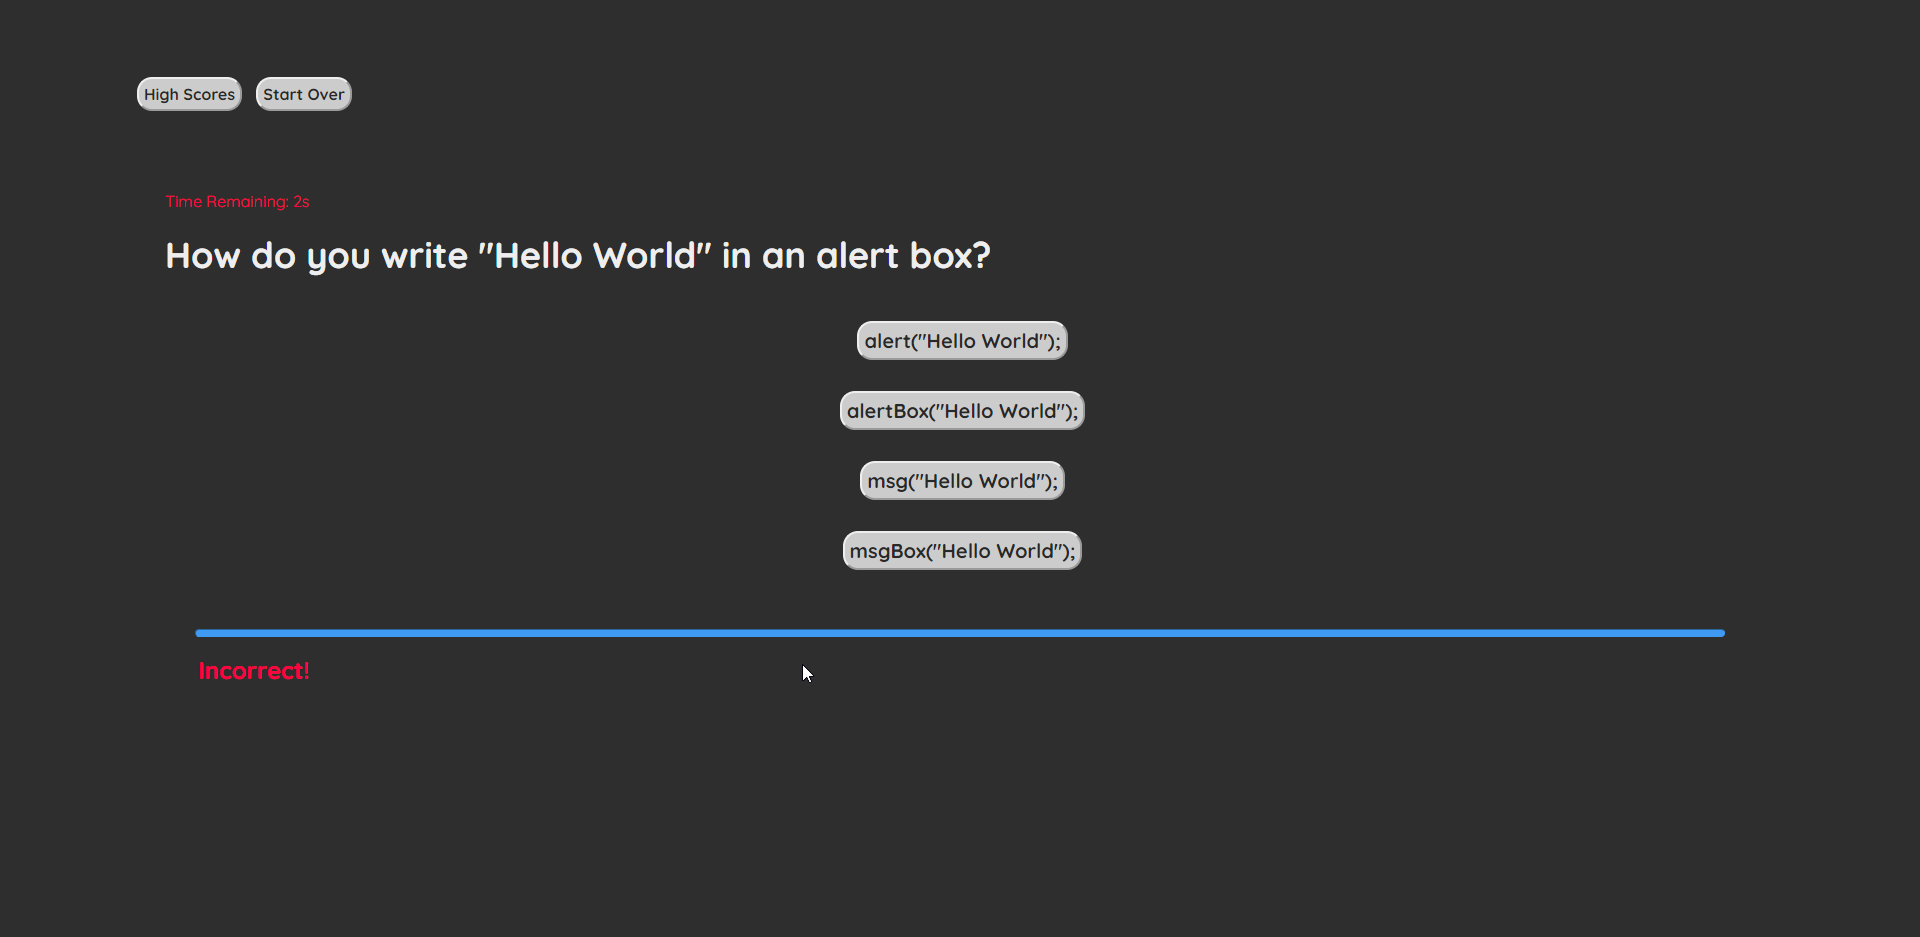 High Scores Start Over
Time Remaining: 2s
How do you write "Hello World" in an alert box?
alert("Hello World");
alertBox("Hello World");
msg("Hello World");
msgBox("Hello World");
Incorrect!